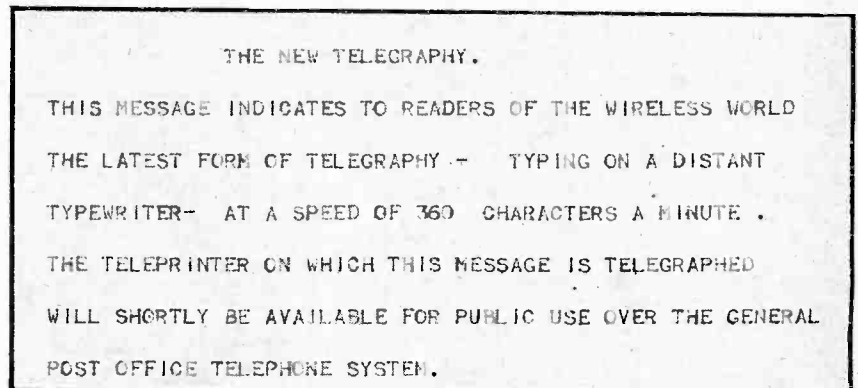 THE NEW TELEGRAPHY.
THIS MESSAGE INDICATES TO READERS OF THE WIRELESS WORLD
THE LATEST FORM OF TELEGRAPHY - TYPING ON A DISTANT
TYPEWRITER- AT A SPEED OF 360 CHARACTERS A MINUTE .
THE TELEPRINTER ON WHICH THIS MESSAGE IS TELEGRAPHED
WILL SHORTLY BE AVAILABLE FOR PUBLIC USE OVER THE GENERAL
POST OFFICE TELEPHONE SYSTEM.